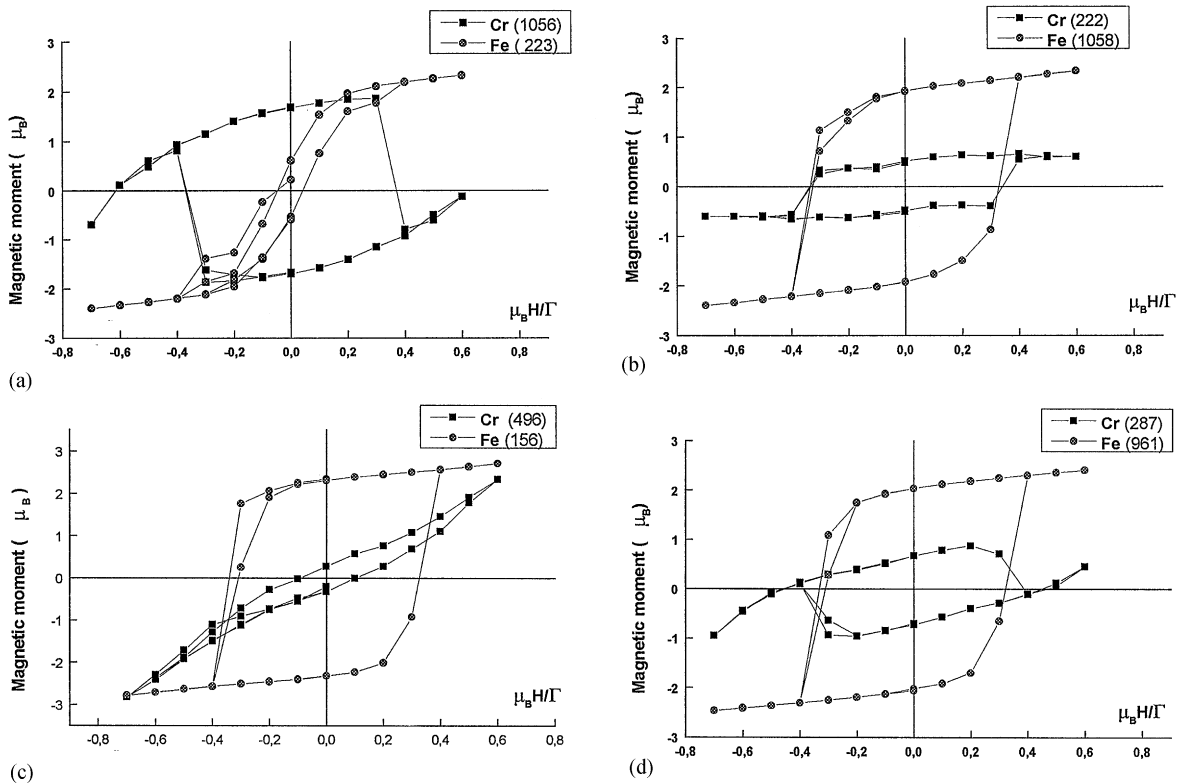 Cr (1056)
Fe ( 223)
Magnetic moment ( μB)
3
2
1
0
-1
-2
-3
-0,8 -0,6 -0,4 -0,2 0,0 0,2 0,4 0,6 0,8
μBH/Γ
(a)
Cr (222)
Fe (1058)
Magnetic moment ( μB)
3
2
1
0
-1
-2
-3
-0,8 -0,6 -0,4 -0,2 0,0 0,2 0,4 0,6 0,8
μBH/Γ
(b)
Cr (496)
Fe (156)
Magnetic moment ( μB)
3
2
1
0
-1
-2
-3
-0,8 -0,6 -0,4 -0,2 0,0 0,2 0,4 0,6 0,8
μBH/Γ
(c)
Cr (287)
Fe (961)
Magnetic moment ( μB)
3
2
1
0
-1
-2
-3
-0,8 -0,6 -0,4 -0,2 0,0 0,2 0,4 0,6 0,8
μBH/Γ
(d)